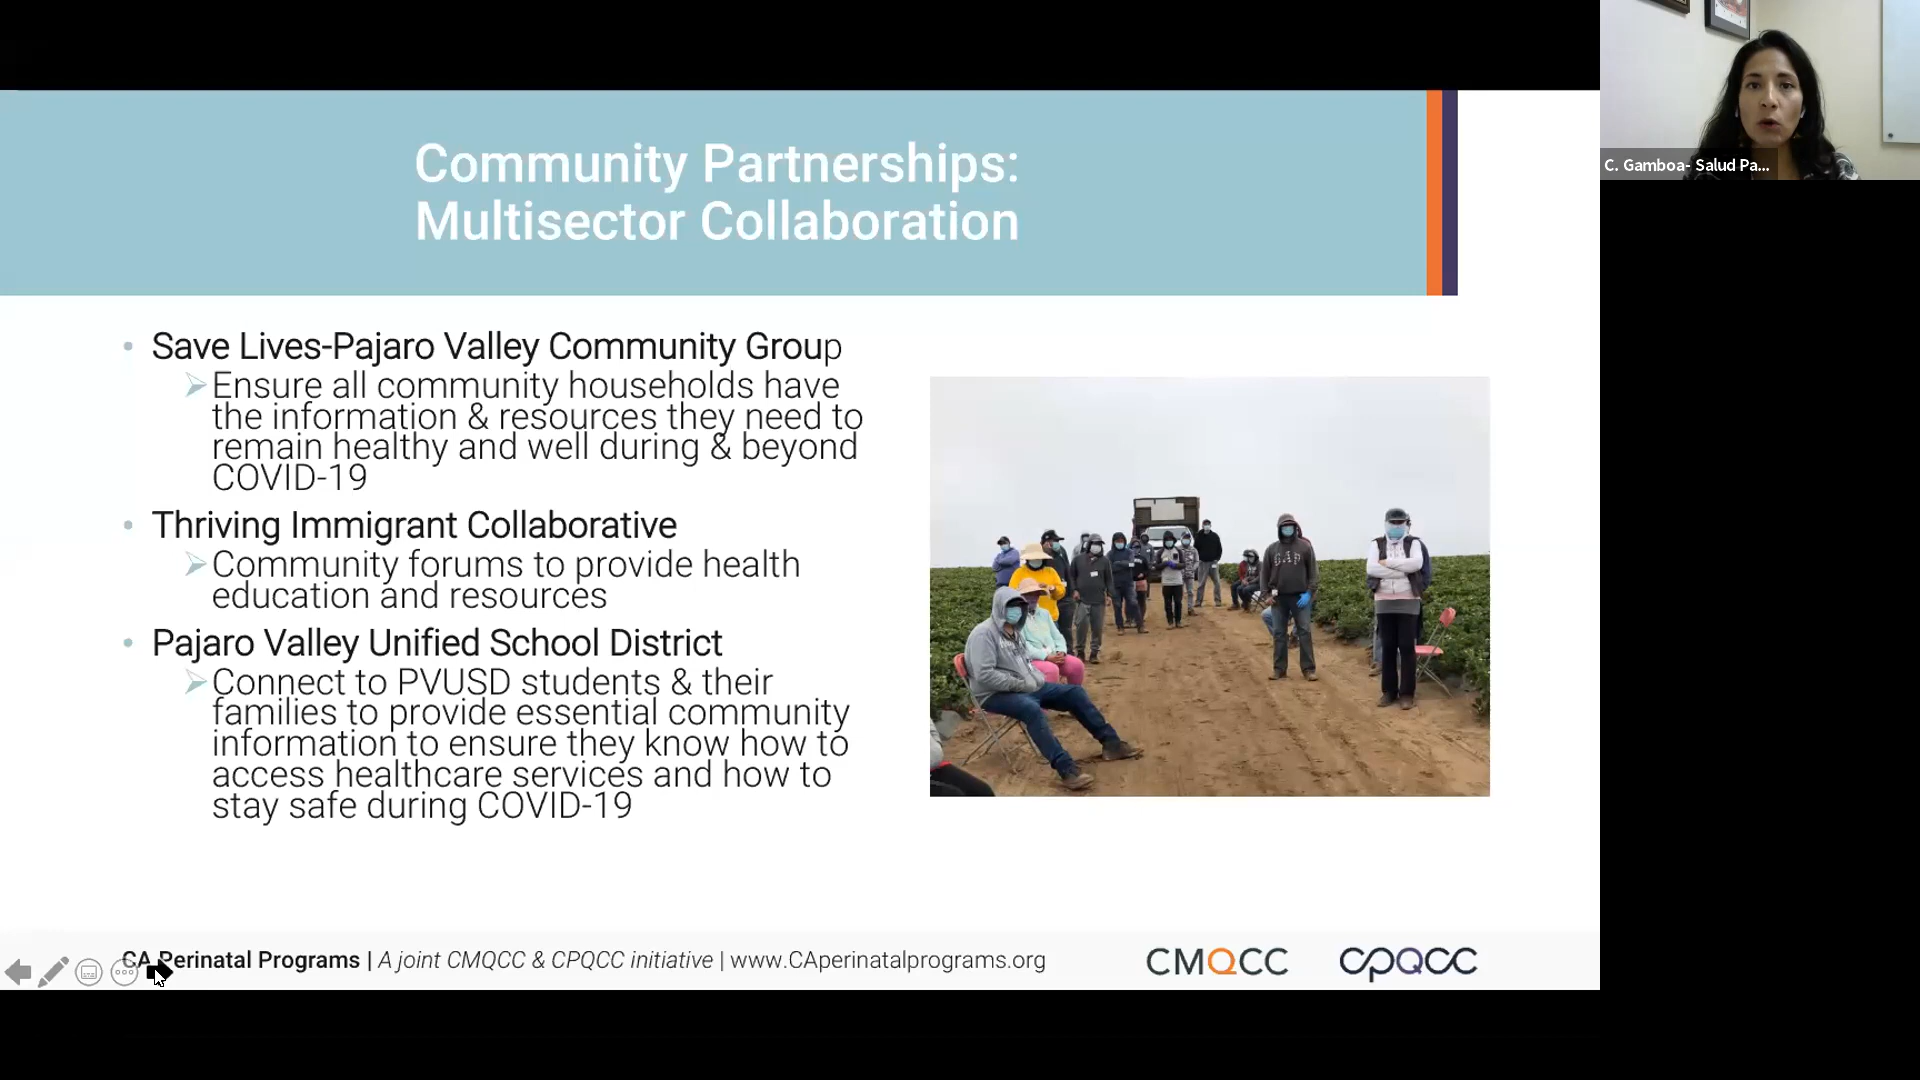 Community Partnerships:
Multisector Collaboration
C. Gamboa- Salud Pa...
• Save Lives-Pajaro Valley Community Group
Ensure all community households have
the information & resources they need to
remain healthy and well during & beyond
COVID-19
• Thriving Immigrant Collaborative
Community forums to provide health
education and resources
• Pajaro Valley Unified School District
Connect to PVUSD students & their
families to provide essential community
information to ensure they know how to
access healthcare services and how to
stay safe during COVID-19
GAP
CA Perinatal Programs | A joint CMQCC & CPQCC initiative | www.CAperinatalprograms.org
CMQCC
CPQCC